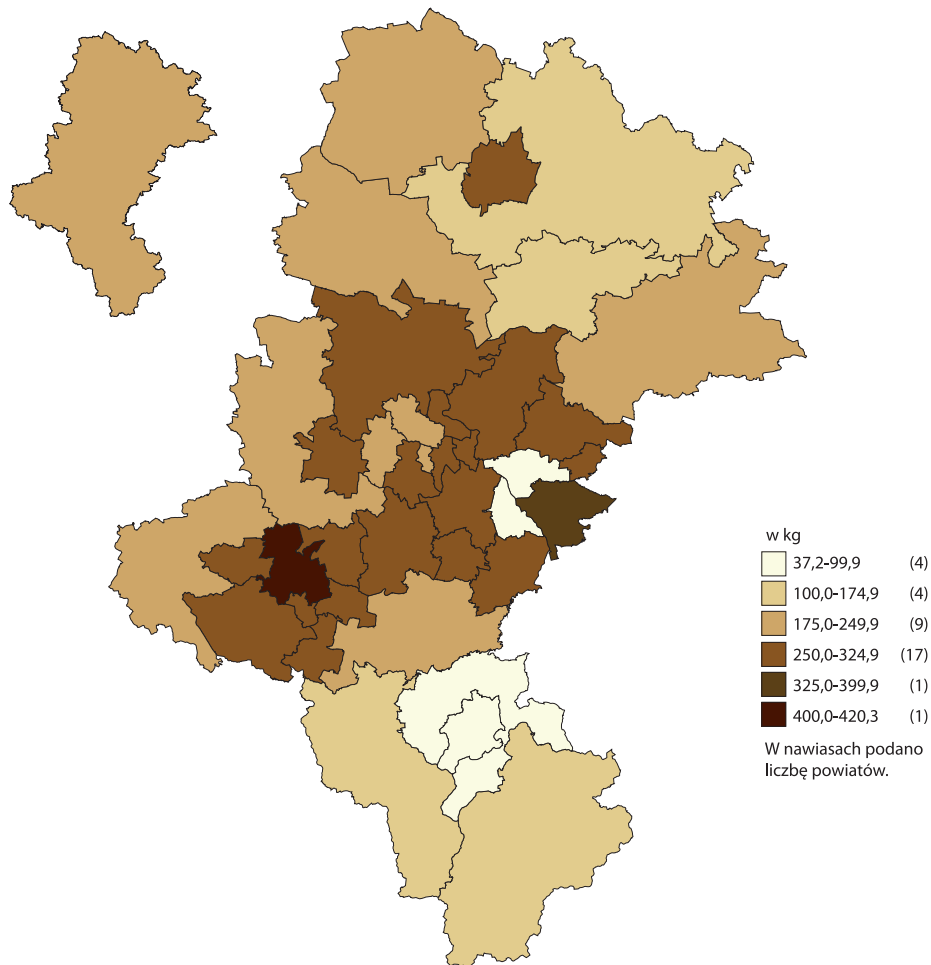 w kg
37,2-99,9 (4)
100,0-174,9 (4)
175,0-249,9 (9)
250,0-324,9 (17)
325,0-399,9 (1)
400,0-420,3 (1)
W nawiasach podano
liczbę powiatów.